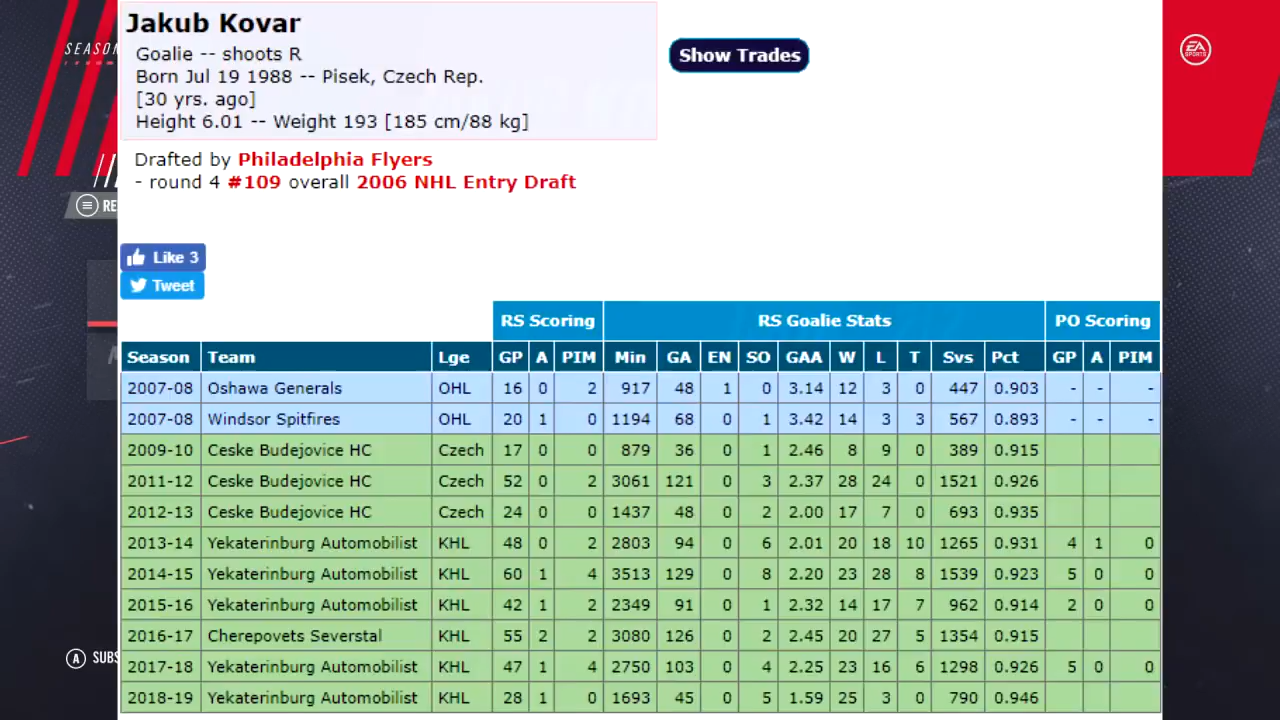 Jakub Kovar
Goalie -- shoots R
Born Jul 19 1988 -- Pisek, Czech Rep.
[30 yrs. ago]
Height 6.01 -- Weight 193 [185 cm/88 kg]
Show Trades
SEASON
EA
SPORTS
Drafted by Philadelphia Flyers
- round 4 #109 overall 2006 NHL Entry Draft
RE
Like 3
Tweet
RS Scoring RS Goalie Stats PO Scoring
Season Team Lge GP A PIM Min GA EN SO GAA W L T Svs Pct GP A PIM
2007-08 Oshawa Generals OHL 16 0 2 917 48 1 0 3.14 12 3 0 447 0.903 - - -
2007-08 Windsor Spitfires OHL 20 1 0 1194 68 0 1 3.42 14 3 3 567 0.893 - - -
2009-10 Ceske Budejovice HC Czech 17 0 0 879 36 0 1 2.46 8 9 0 389 0.915
2011-12 Ceske Budejovice HC Czech 52 0 2 3061 121 0 3 2.37 28 24 0 1521 0.926
2012-13 Ceske Budejovice HC Czech 24 0 0 1437 48 0 2 2.00 17 7 0 693 0.935
2013-14 Yekaterinburg Automobilist KHL 48 0 2 2803 94 0 6 2.01 20 18 10 1265 0.931 4 1 0
2014-15 Yekaterinburg Automobilist KHL 60 1 4 3513 129 0 8 2.20 23 28 8 1539 0.923 5 0 0
2015-16 Yekaterinburg Automobilist KHL 42 1 2 2349 91 0 1 2.32 14 17 7 962 0.914 2 0 0
2016-17 Cherepovets Severstal KHL 55 2 2 3080 126 0 2 2.45 20 27 5 1354 0.915
2017-18 Yekaterinburg Automobilist KHL 47 1 4 2750 103 0 4 2.25 23 16 6 1298 0.926 5 0 0
2018-19 Yekaterinburg Automobilist KHL 28 1 0 1693 45 0 5 1.59 25 3 0 790 0.946
A SUBS